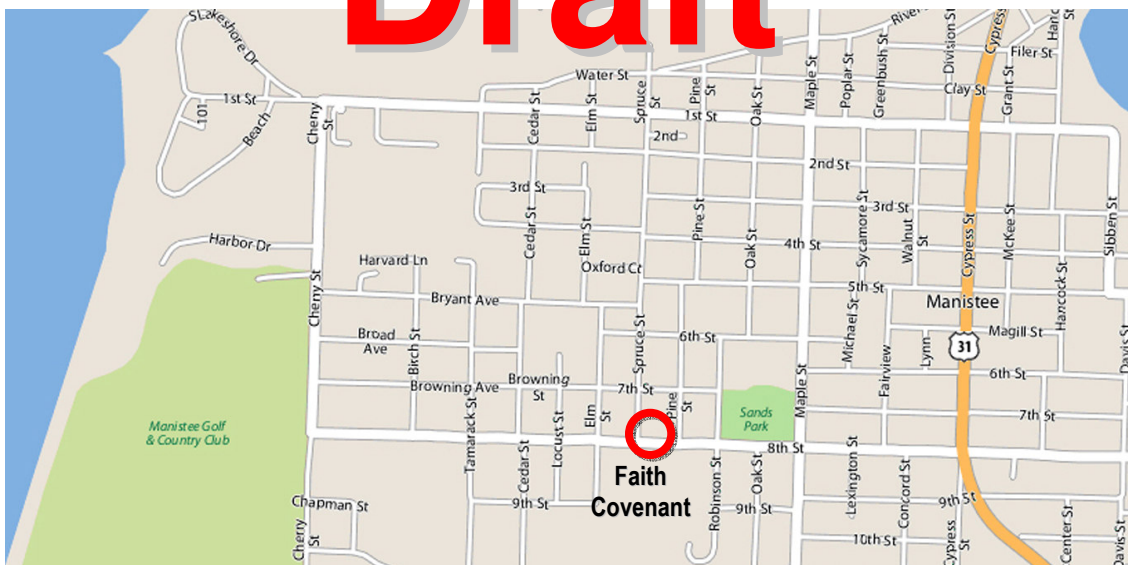 Draft
SLakeshore Dr
River
Division St
Cypress
Hanc
St
Filer St
Water St
Maple St
Poplar St
Greenbush St
Clay St
Grant St
1st St
101
Beach
Cherry
St
Cedar St
Elm St
Spruce
St
Pine
St
1st St
Oak St
2nd
2nd St
3rd St
Cedar St
Elm St
Pine St
Oak St
3rd St
Sycamore St
Walnut
St
Cypress St
McKee St
Sibben St
4th St
Harbor Dr
Harvard Ln
Oxford Ct
Cherry St
Bryant Ave
5th St
Manistee
Hancock St
Broad
Ave
Birch St
Spruce St
6th St
Michael St
Magill St
Lynn
31
Davis St
Fairview
6th St
Browning Ave
Browning
St
7th St
Maple St
7th St
Manistee Golf
& Country Club
Tamarack St
Locust St
Elm
St
Pine
St
Sands
Park
8th St
Cedar St
Faith
Covenant
Robinson St
Oak St
Lexington St
Concord St
Chapman St
9th St
9th St
9th St
Cherry
St
10th St
Cypress
St
Center St
Davis St